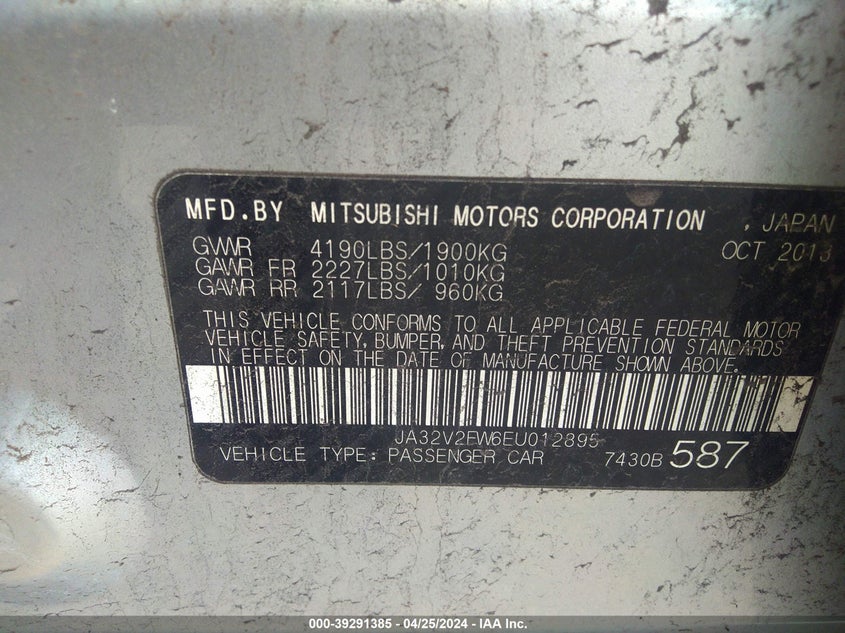 MFD.BY MITSUBISHI MOTORS CORPORATION , JAPAN
GVWR 4190LBS/1900KG OCT 2013
GAWR FR 2227LBS/1010KG
GAWR RR 2117LBS/ 960KG
THIS VEHICLE CONFORMS TO ALL APPLICABLE FEDERAL MOTOR
VEHICLE SAFETY, BUMPER, AND THEFT PREVENTION STANDARDS
IN EFFECT ON THE DATE OF MANUFACTURE SHOWN ABOVE.
JA32V2FW6EU012895
VEHICLE TYPE: PASSENGER CAR 7430B 587
000-39291385 - 04/25/2024 - IAA Inc.